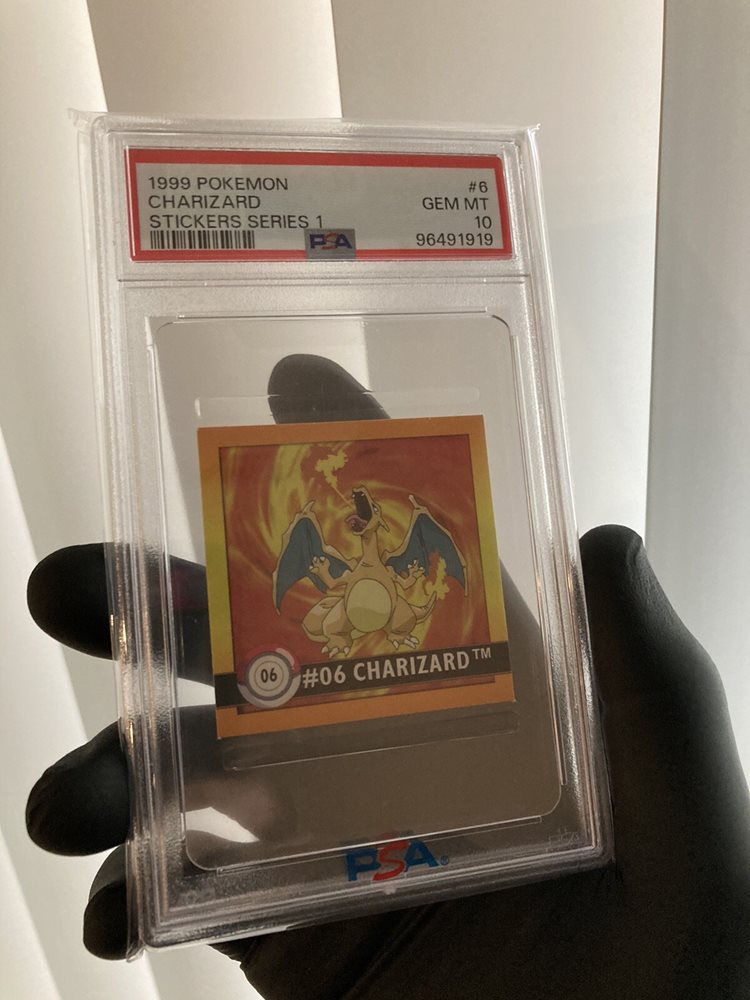 1999 POKEMON #6
CHARIZARD GEM MT
STICKERS SERIES 1 10
PSA 96491919
06 #06 CHARIZARD™
PSA®